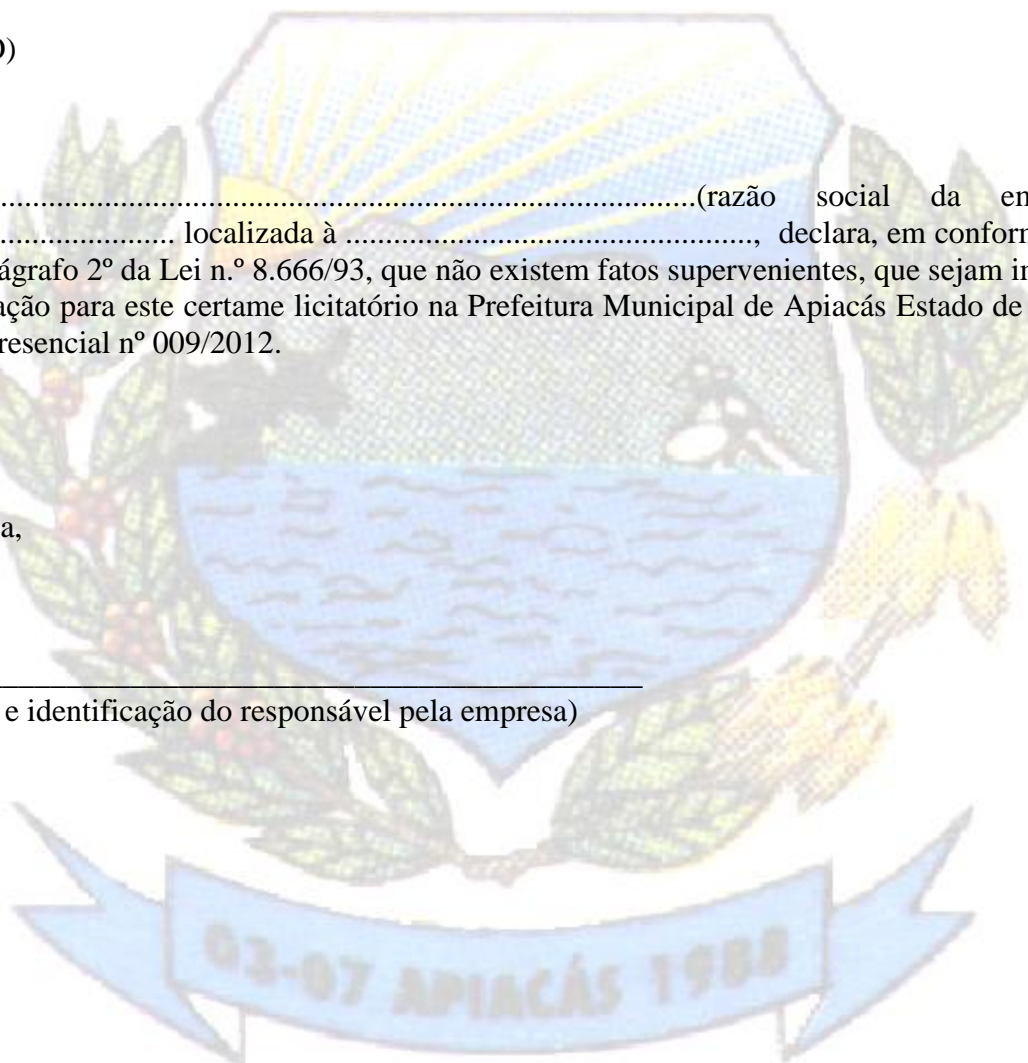 O)
...(razão social da em
... localizada à ..................................................., declara, em conform
ágrafo 2º da Lei n.º 8.666/93, que não existem fatos supervenientes, que sejam in
ação para este certame licitatório na Prefeitura Municipal de Apiacás Estado de
resencial nº 009/2012.
a,
e identificação do responsável pela empresa)
03-07 APIACÁS 1988